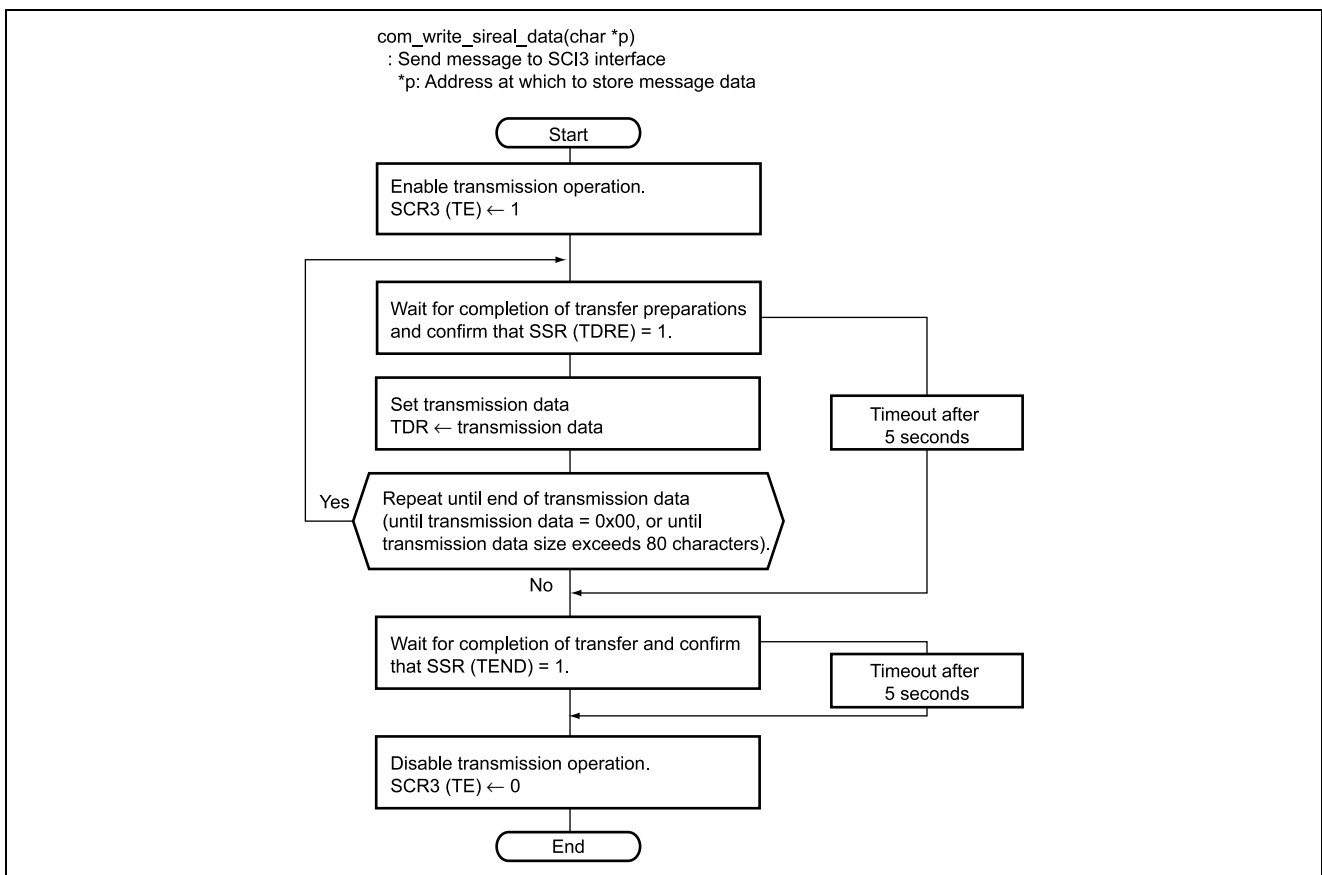 com_write_sireal_data(char *p)
: Send message to SCI3 interface
*p: Address at which to store message data
Start
Enable transmission operation.
SCR3 (TE) ← 1
Wait for completion of transfer preparations
and confirm that SSR (TDRE) = 1.
Set transmission data
TDR ← transmission data
Timeout after
5 seconds
Yes
Repeat until end of transmission data
(until transmission data = 0x00, or until
transmission data size exceeds 80 characters).
No
Wait for completion of transfer and confirm
that SSR (TEND) = 1.
Timeout after
5 seconds
Disable transmission operation.
SCR3 (TE) ← 0
End